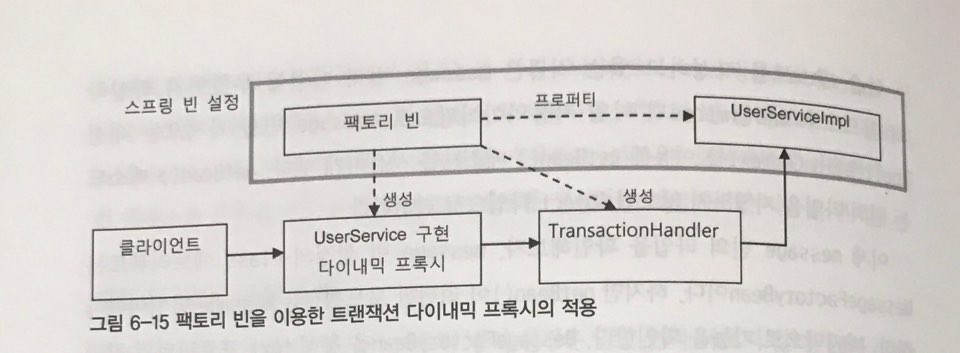 스프링 빈 설정
팩토리 빈
프로퍼티
UserServiceImpl
생성
생성
클라이언트
UserService 구현
다이내믹 프록시
TransactionHandler
그림 6-15 팩토리 빈을 이용한 트랜잭션 다이내믹 프록시의 적용